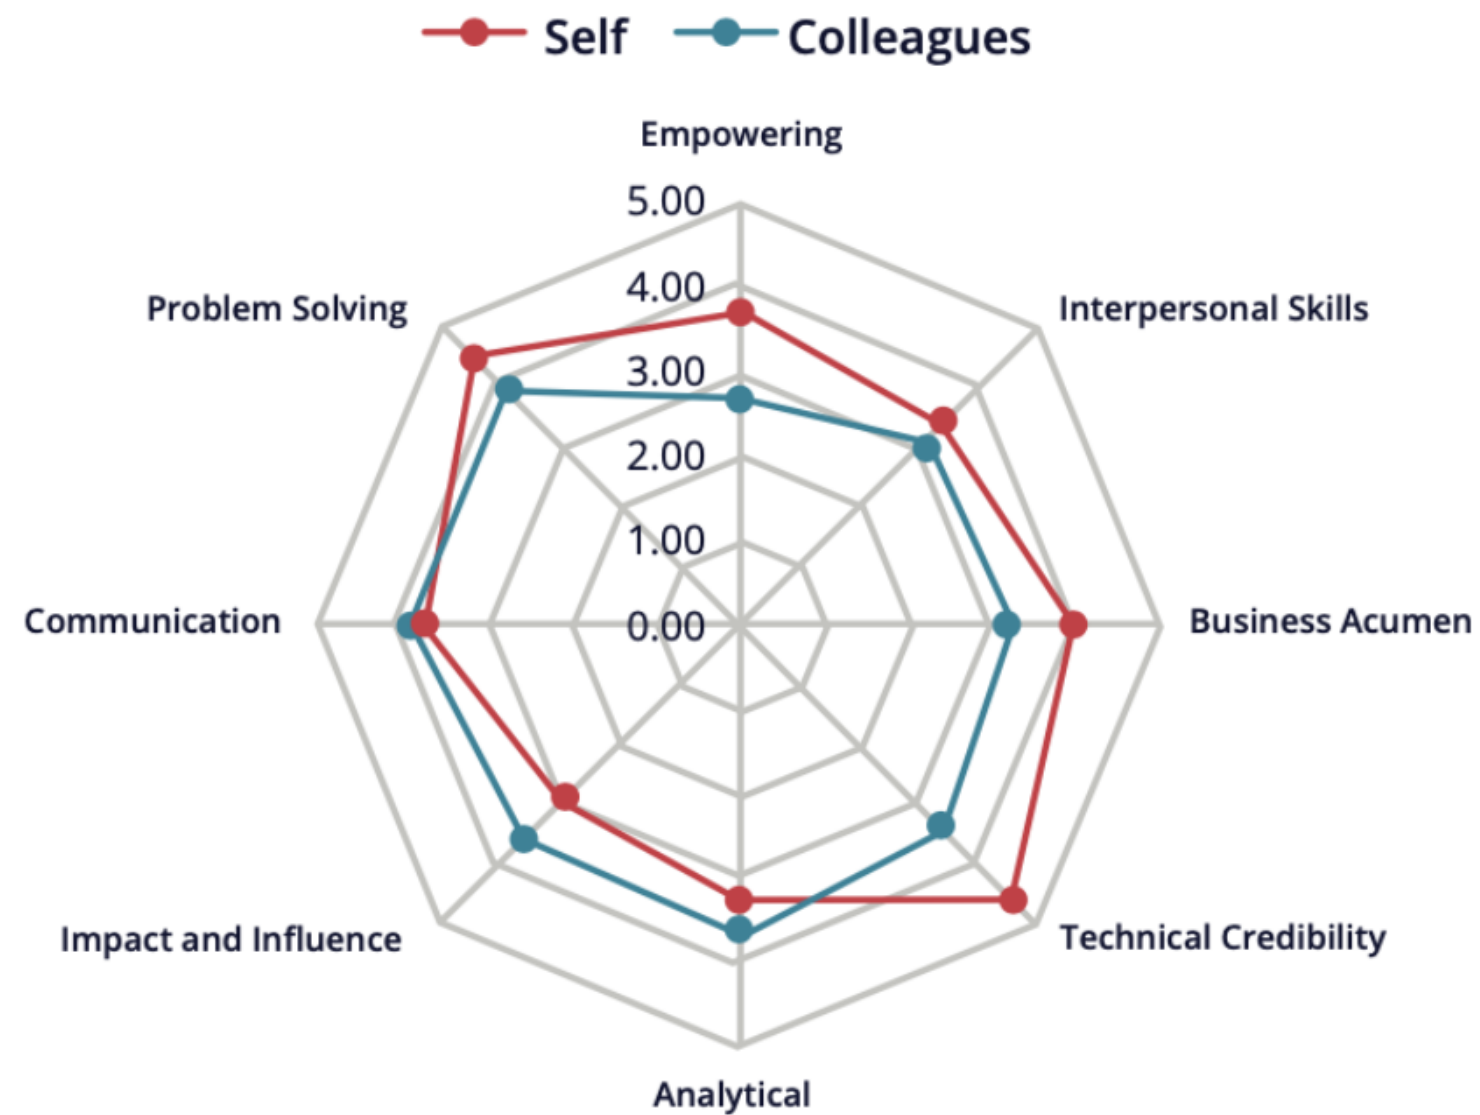 Self Colleagues
Empowering
5.00
4.00
3.00
2.00
1.00
0.00
Problem Solving
Interpersonal Skills
Communication
Business Acumen
Impact and Influence
Technical Credibility
Analytical